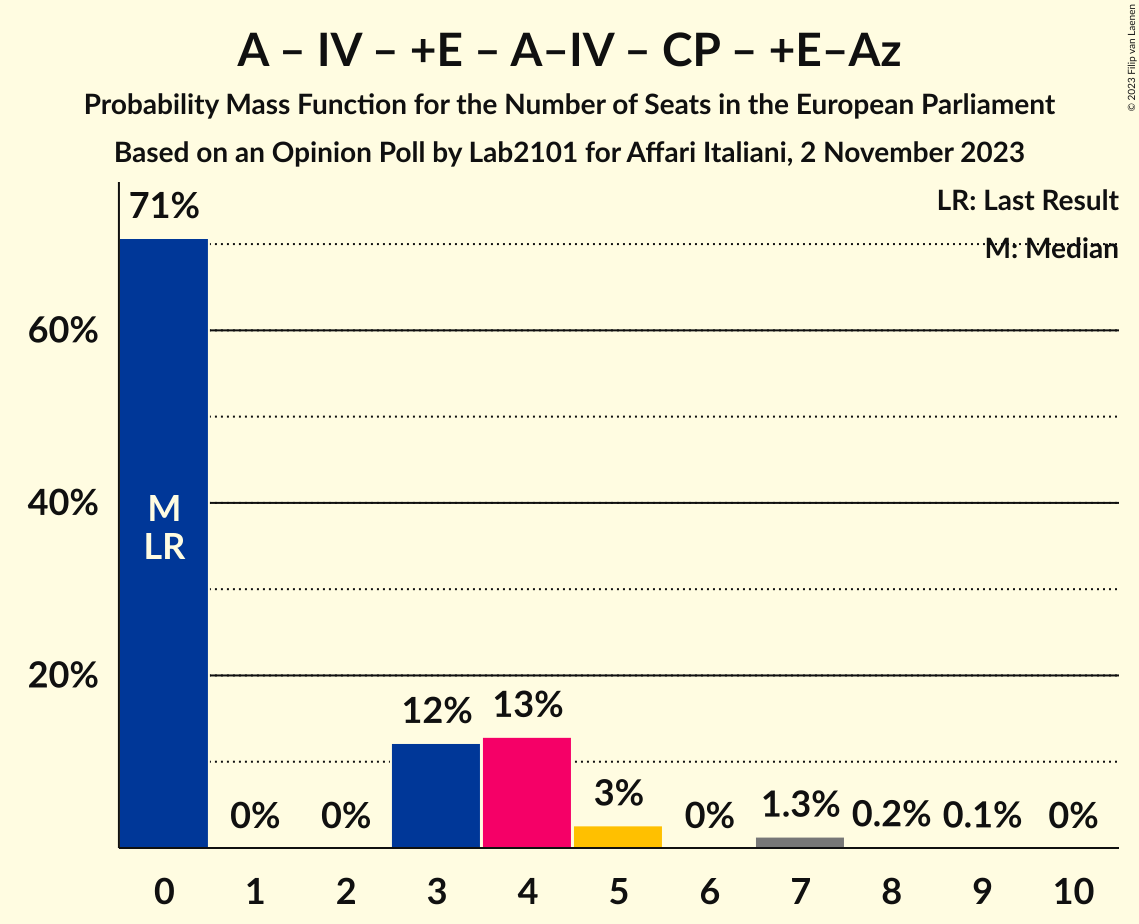 A – IV – +E – A–IV – CP – +E–Az
Probability Mass Function for the Number of Seats in the European Parliament
Based on an Opinion Poll by Lab2101 for Affari Italiani, 2 November 2023
© 2023 Filip van Laenen
LR: Last Result
M: Median
71%
60%
40%
20%
M
LR
0%
0%
12%
13%
3%
0%
1.3%
0.2%
0.1%
0%
0 1 2 3 4 5 6 7 8 9 10